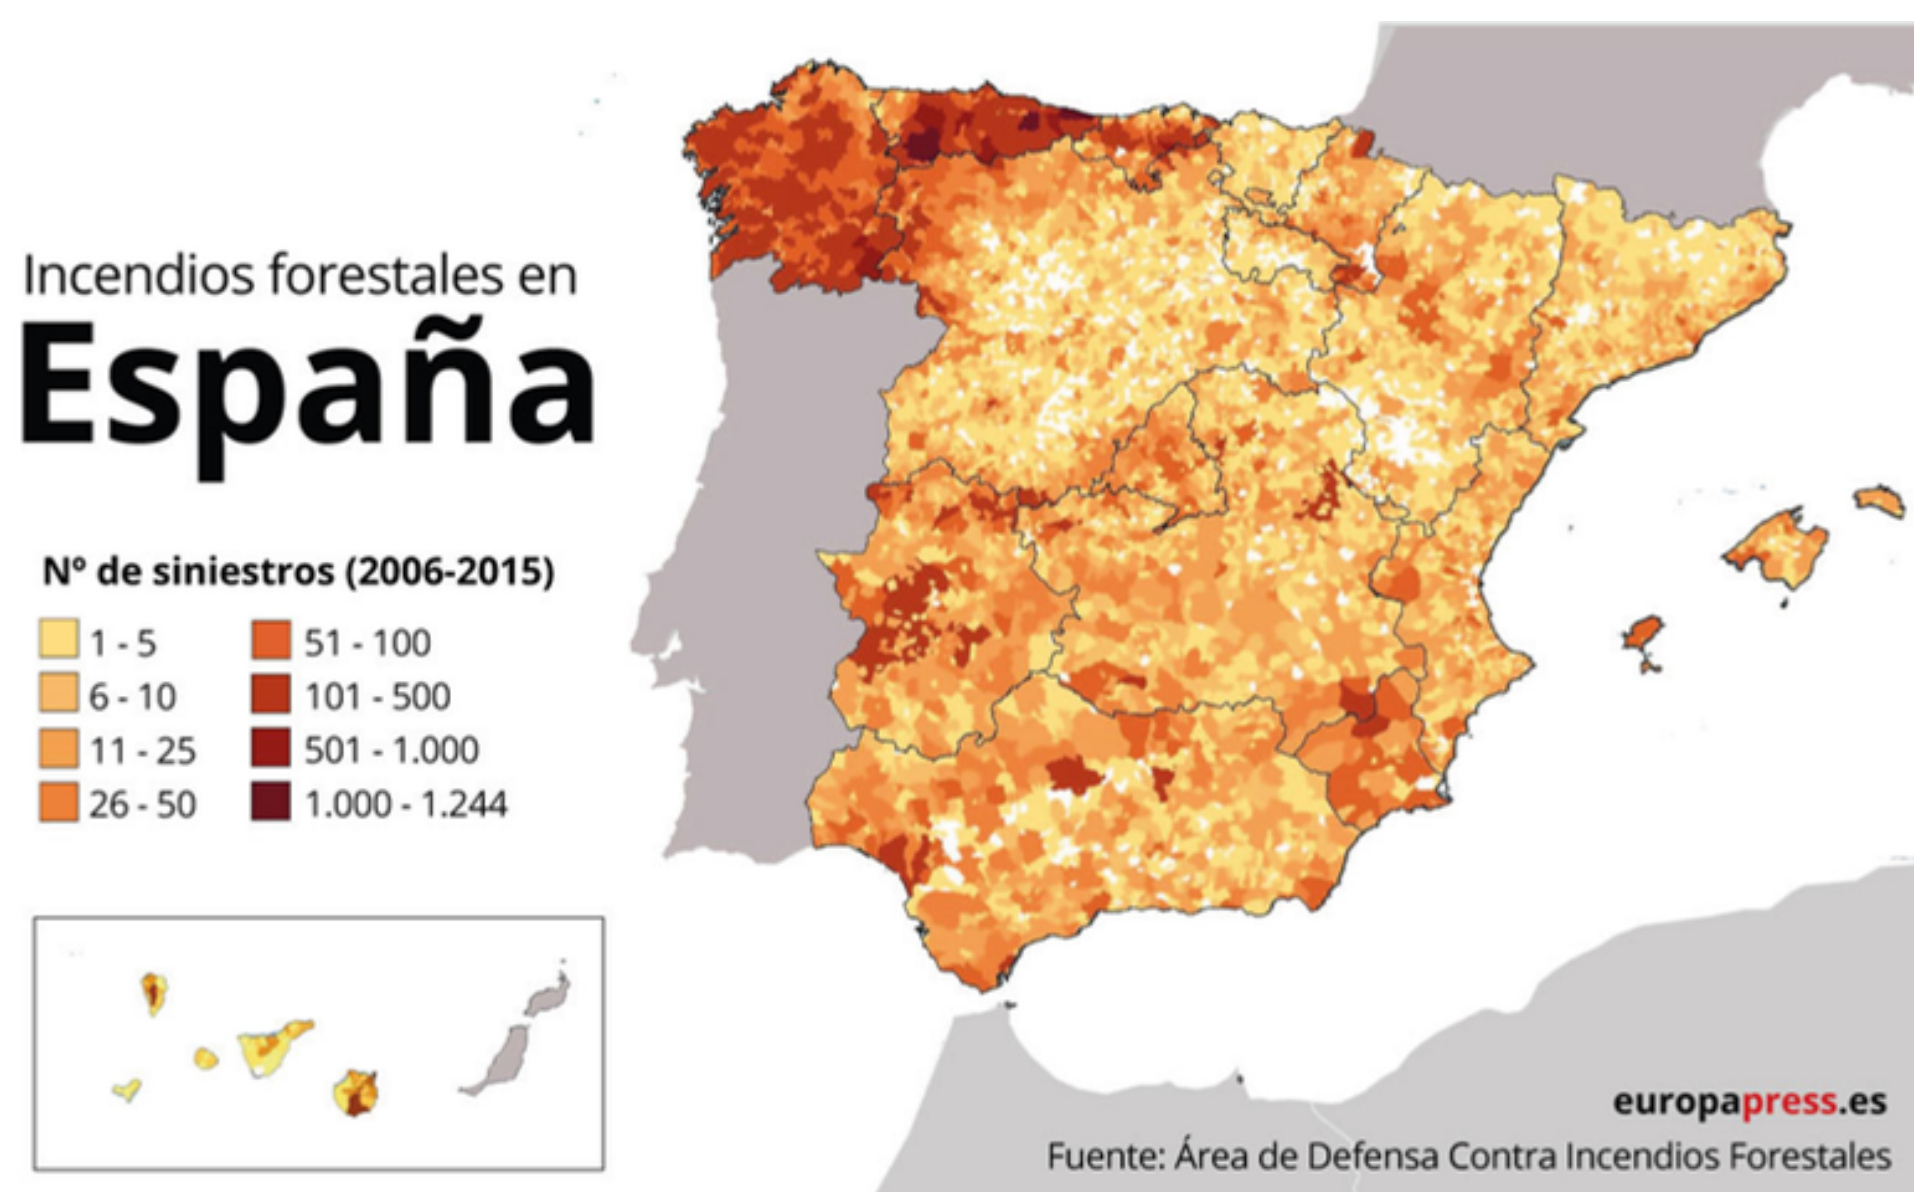 Incendios forestales en
España
Nº de siniestros (2006-2015)
1 - 5
6 - 10
11 - 25
26 - 50
51 - 100
101 - 500
501 - 1.000
1.000 - 1.244
europapress.es
Fuente: Área de Defensa Contra Incendios Forestales